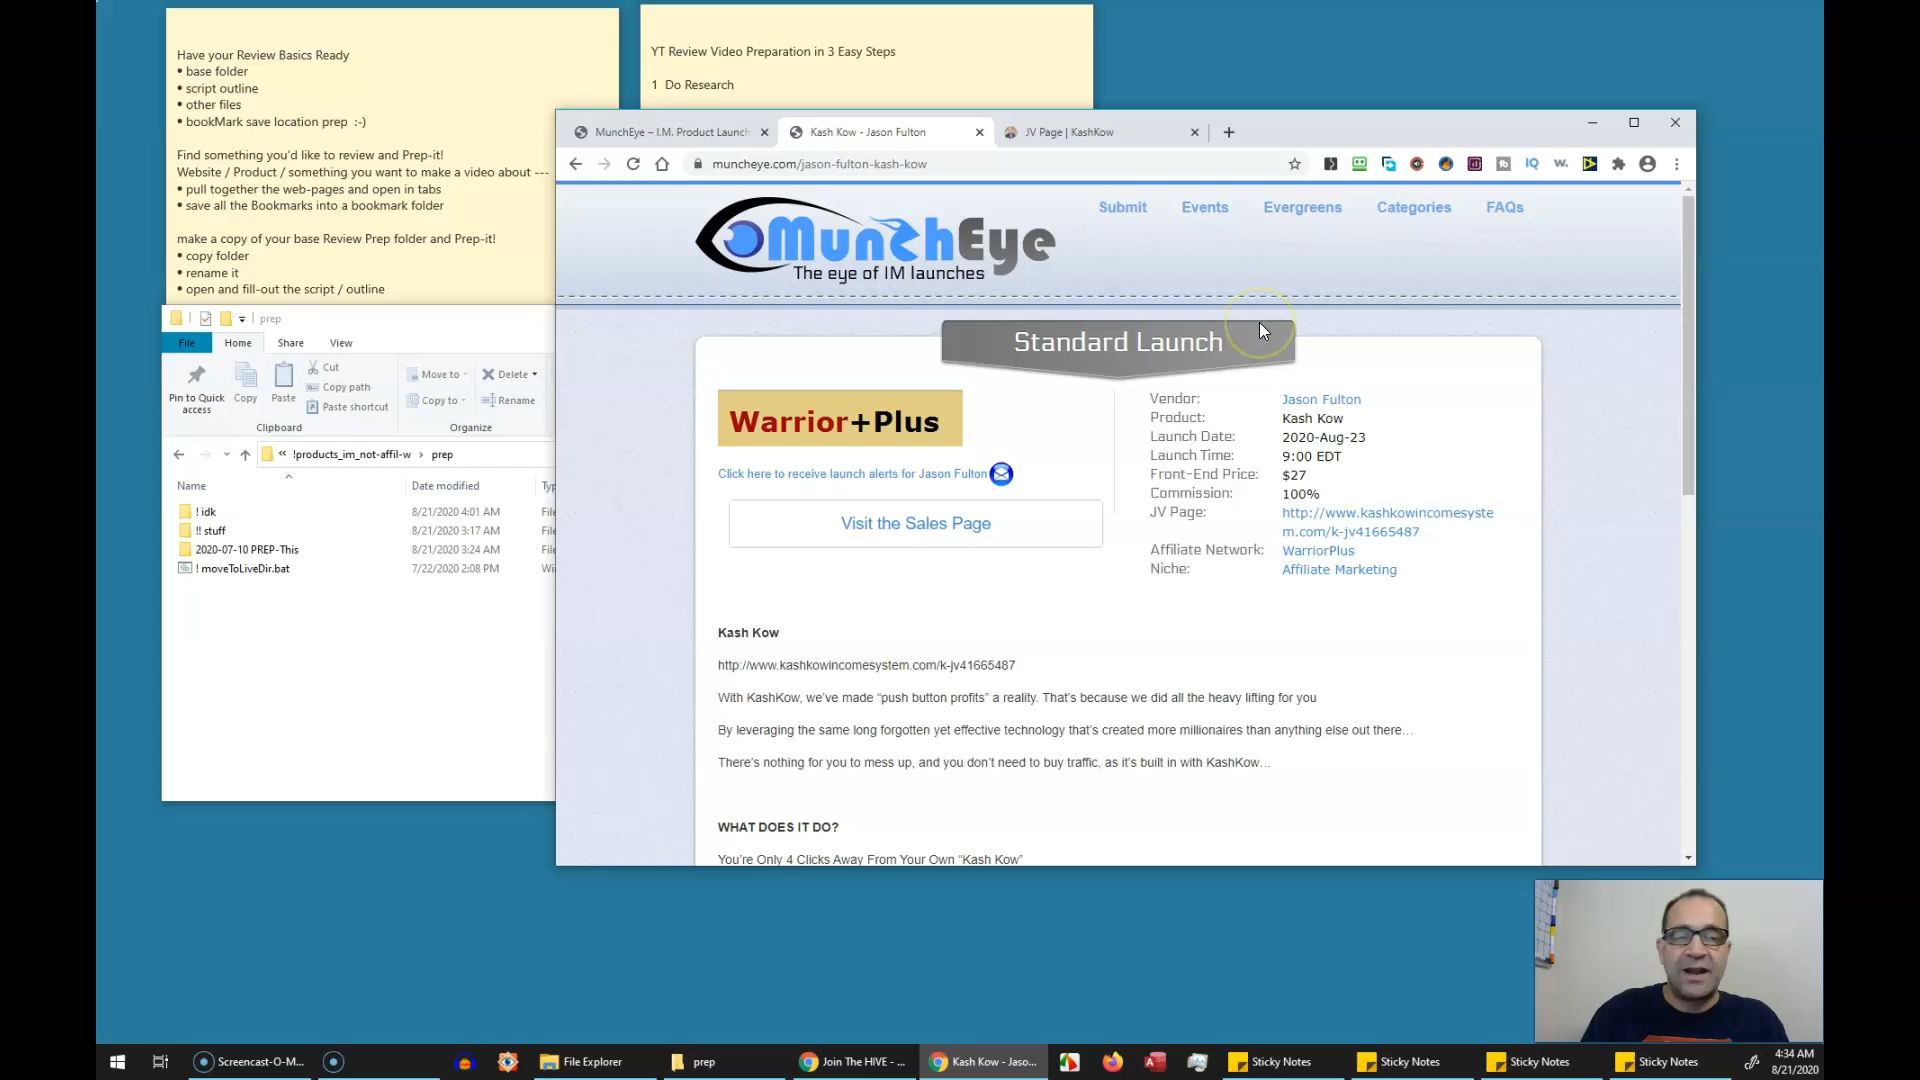 Have your Review Basics Ready
• base folder
• script outline
• other files
• bookMark save location prep :-)
Find something you'd like to review and Prep-it!
Website / Product / something you want to make a video about ---
• pull together the web-pages and open in tabs
• save all the Bookmarks into a bookmark folder
make a copy of your base Review Prep folder and Prep-it!
• copy folder
• rename it
• open and fill-out the script / outline
YT Review Video Preparation in 3 Easy Steps
1 Do Research
prep
File Home Share View
Pin to Quick access
Copy
Paste
Cut
Copy path
Paste shortcut
Clipboard
Move to
Copy to
Delete
Rename
Organize
« !products_im_not-affil-w › prep
Name Date modified Typ
! idk 8/21/2020 4:01 AM File
!! stuff 8/21/2020 3:17 AM File
2020-07-10 PREP-This 8/21/2020 3:24 AM File
! moveToLiveDir.bat 7/22/2020 2:08 PM Wi
MunchEye – I.M. Product Launch
Kash Kow - Jason Fulton
JV Page | KashKow
muncheye.com/jason-fulton-kash-kow
IQ
w.
MunchEye
The eye of IM launches
Submit Events Evergreens Categories FAQs
Standard Launch
Warrior+Plus
Click here to receive launch alerts for Jason Fulton
Visit the Sales Page
Vendor: Jason Fulton
Product: Kash Kow
Launch Date: 2020-Aug-23
Launch Time: 9:00 EDT
Front-End Price: $27
Commission: 100%
JV Page: http://www.kashkowincomesyste
m.com/k-jv41665487
Affiliate Network: WarriorPlus
Niche: Affiliate Marketing
Kash Kow
http://www.kashkowincomesystem.com/k-jv41665487
With KashKow, we've made “push button profits” a reality. That's because we did all the heavy lifting for you
By leveraging the same long forgotten yet effective technology that's created more millionaires than anything else out there…
There's nothing for you to mess up, and you don't need to buy traffic, as it's built in with KashKow…
WHAT DOES IT DO?
You're Only 4 Clicks Away From Your Own “Kash Kow”
Screencast-O-M...
File Explorer
prep
Join The HIVE - ...
Kash Kow - Jaso...
Sticky Notes
Sticky Notes
Sticky Notes
Sticky Notes
4:34 AM
8/21/2020